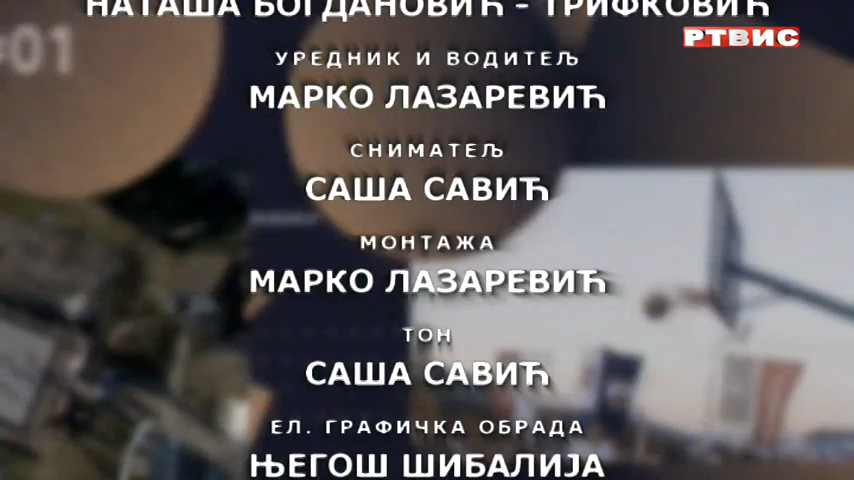 НАТАША БОГДАНОВИЋ - ТРИФКОВИЋ
#01
РТВИС
УРЕДНИК И ВОДИТЕЉ
МАРКО ЛАЗАРЕВИЋ
СНИМАТЕЉ
САША САВИЋ
МОНТАЖА
МАРКО ЛАЗАРЕВИЋ
ТОН
САША САВИЋ
ЕЛ. ГРАФИЧКА ОБРАДА
ЊЕГОШ ШИБАЛИЈА